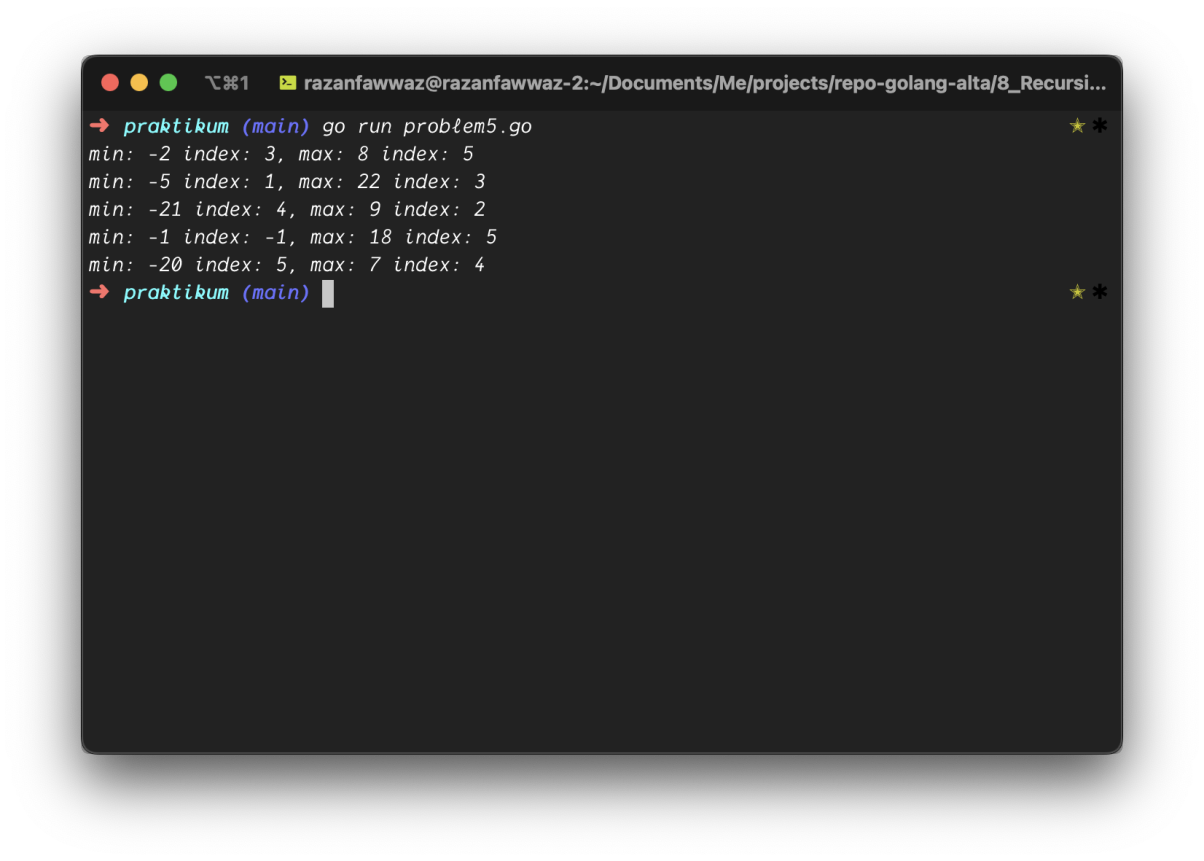 ⌥⌘1 razanfawwaz@razanfawwaz-2:~/Documents/Me/projects/repo-golang-alta/8_Recursi...
➜ praktikum (main) go run problem5.go ★ ✱
min: -2 index: 3, max: 8 index: 5
min: -5 index: 1, max: 22 index: 3
min: -21 index: 4, max: 9 index: 2
min: -1 index: -1, max: 18 index: 5
min: -20 index: 5, max: 7 index: 4
➜ praktikum (main) ★ ✱